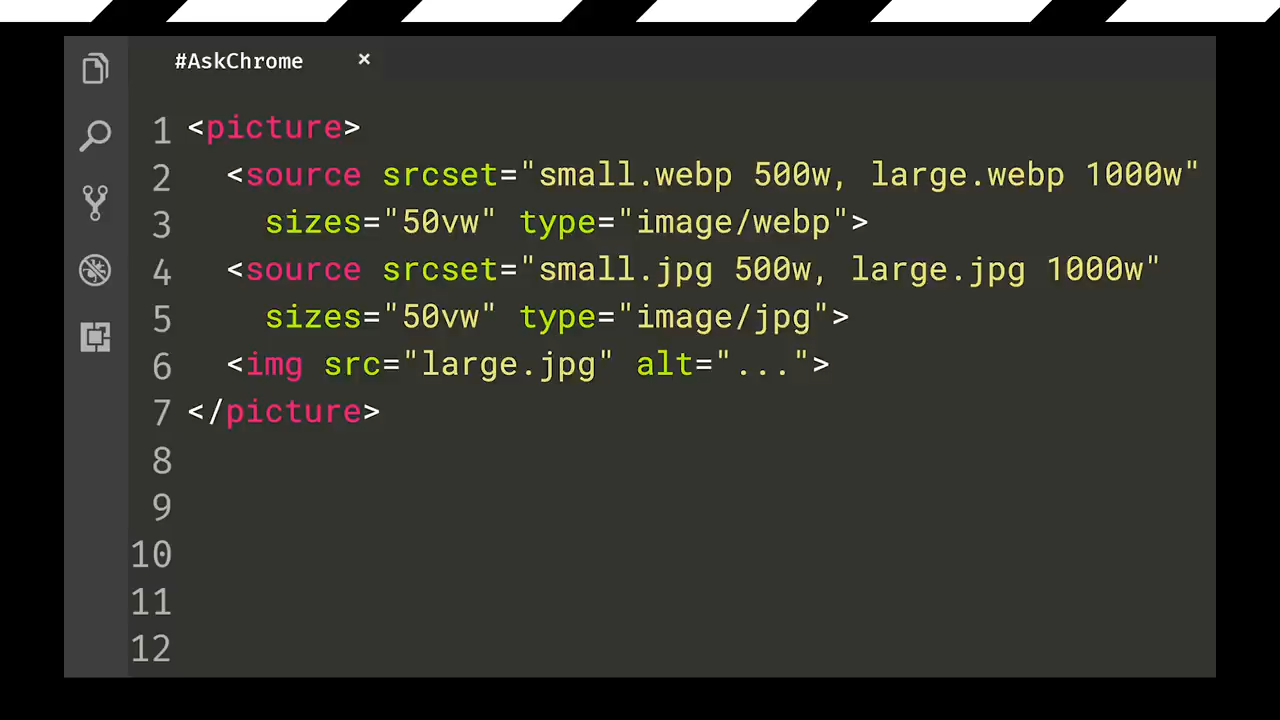 #AskChrome ×
1 <picture>
2 <source srcset="small.webp 500w, large.webp 1000w"
3 sizes="50vw" type="image/webp">
4 <source srcset="small.jpg 500w, large.jpg 1000w"
5 sizes="50vw" type="image/jpg">
6 <img src="large.jpg" alt="...">
7 </picture>
8
9
10
11
12